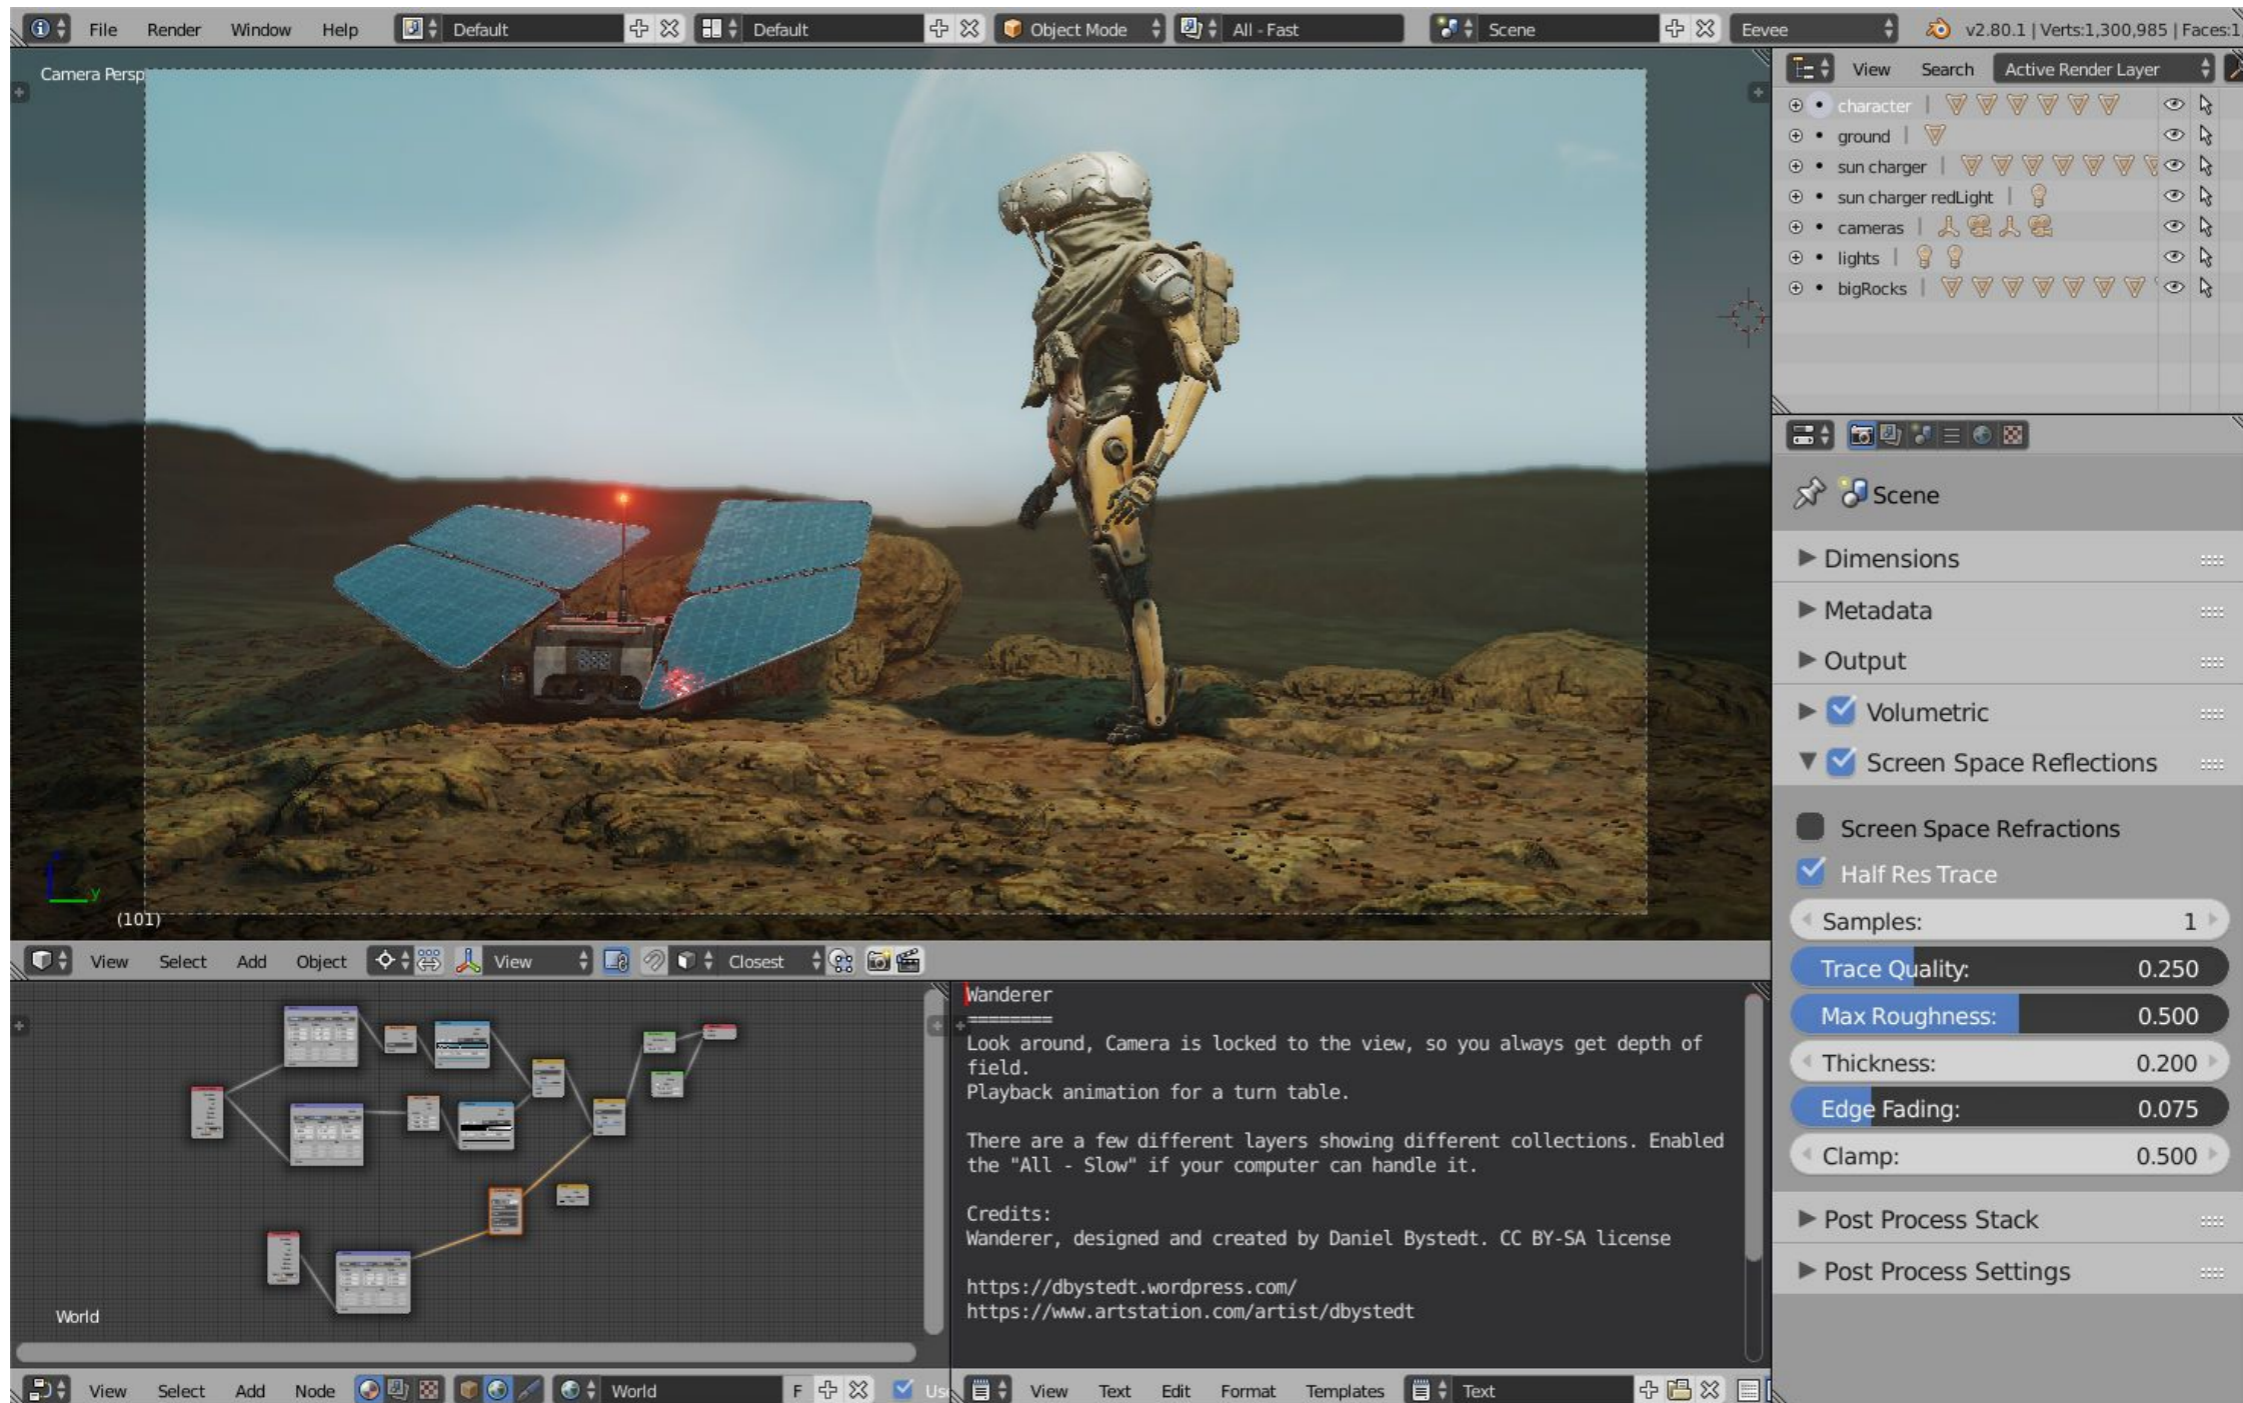 File Render Window Help Default Default Object Mode All - Fast Scene Eevee v2.80.1 | Verts:1,300,985 | Faces:1
Camera Persp
(101)
View Search Active Render Layer
character
ground
sun charger
sun charger redLight
cameras
lights
bigRocks
Scene
Dimensions
Metadata
Output
Volumetric
Screen Space Reflections
Screen Space Refractions
Half Res Trace
Samples: 1
Trace Quality: 0.250
Max Roughness: 0.500
Thickness: 0.200
Edge Fading: 0.075
Clamp: 0.500
Post Process Stack
Post Process Settings
y
View Select Add Object View Closest
World
View Select Add Node World F Us
Wanderer
========
Look around, Camera is locked to the view, so you always get depth of
field.
Playback animation for a turn table.
There are a few different layers showing different collections. Enabled
the "All - Slow" if your computer can handle it.
Credits:
Wanderer, designed and created by Daniel Bystedt. CC BY-SA license
https://dbystedt.wordpress.com/
https://www.artstation.com/artist/dbystedt
View Text Edit Format Templates Text